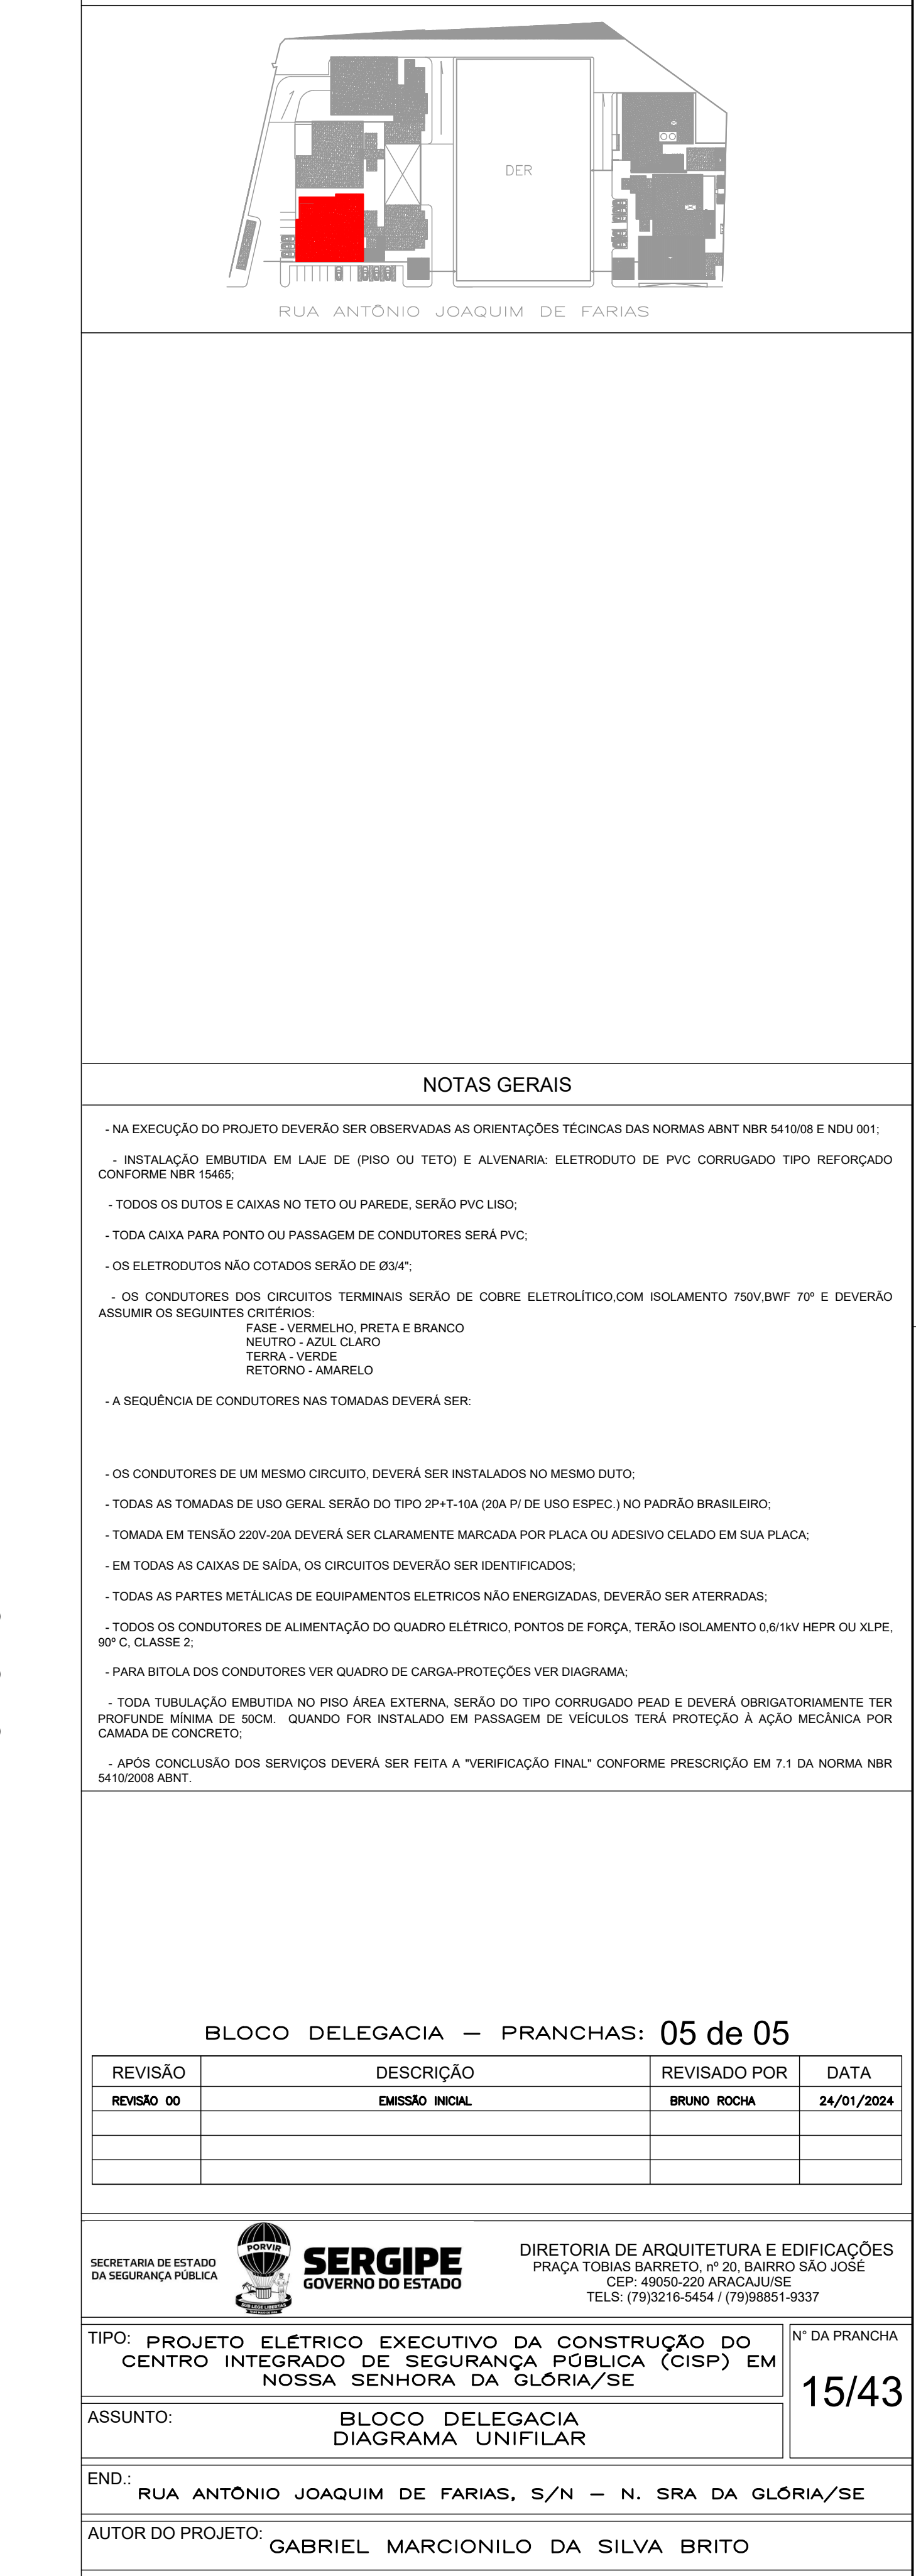 DER
RUA ANTÔNIO JOAQUIM DE FARIAS
NOTAS GERAIS
- NA EXECUÇÃO DO PROJETO DEVERÃO SER OBSERVADAS AS ORIENTAÇÕES TÉCINCAS DAS NORMAS ABNT NBR 5410/08 E NDU 001;
- INSTALAÇÃO EMBUTIDA EM LAJE DE (PISO OU TETO) E ALVENARIA: ELETRODUTO DE PVC CORRUGADO TIPO REFORÇADO
CONFORME NBR 15465;
- TODOS OS DUTOS E CAIXAS NO TETO OU PAREDE, SERÃO PVC LISO;
- TODA CAIXA PARA PONTO OU PASSAGEM DE CONDUTORES SERÁ PVC;
- OS ELETRODUTOS NÃO COTADOS SERÃO DE Ø3/4";
- OS CONDUTORES DOS CIRCUITOS TERMINAIS SERÃO DE COBRE ELETROLÍTICO,COM ISOLAMENTO 750V,BWF 70º E DEVERÃO
ASSUMIR OS SEGUINTES CRITÉRIOS:
FASE - VERMELHO, PRETA E BRANCO
NEUTRO - AZUL CLARO
TERRA - VERDE
RETORNO - AMARELO
- A SEQUÊNCIA DE CONDUTORES NAS TOMADAS DEVERÁ SER:
- OS CONDUTORES DE UM MESMO CIRCUITO, DEVERÁ SER INSTALADOS NO MESMO DUTO;
- TODAS AS TOMADAS DE USO GERAL SERÃO DO TIPO 2P+T-10A (20A P/ DE USO ESPEC.) NO PADRÃO BRASILEIRO;
- TOMADA EM TENSÃO 220V-20A DEVERÁ SER CLARAMENTE MARCADA POR PLACA OU ADESIVO CELADO EM SUA PLACA;
- EM TODAS AS CAIXAS DE SAÍDA, OS CIRCUITOS DEVERÃO SER IDENTIFICADOS;
- TODAS AS PARTES METÁLICAS DE EQUIPAMENTOS ELETRICOS NÃO ENERGIZADAS, DEVERÃO SER ATERRADAS;
- TODOS OS CONDUTORES DE ALIMENTAÇÃO DO QUADRO ELÉTRICO, PONTOS DE FORÇA, TERÃO ISOLAMENTO 0,6/1kV HEPR OU XLPE,
90º C, CLASSE 2;
- PARA BITOLA DOS CONDUTORES VER QUADRO DE CARGA-PROTEÇÕES VER DIAGRAMA;
- TODA TUBULAÇÃO EMBUTIDA NO PISO ÁREA EXTERNA, SERÃO DO TIPO CORRUGADO PEAD E DEVERÁ OBRIGATORIAMENTE TER
PROFUNDE MÍNIMA DE 50CM. QUANDO FOR INSTALADO EM PASSAGEM DE VEÍCULOS TERÁ PROTEÇÃO À AÇÃO MECÂNICA POR
CAMADA DE CONCRETO;
- APÓS CONCLUSÃO DOS SERVIÇOS DEVERÁ SER FEITA A "VERIFICAÇÃO FINAL" CONFORME PRESCRIÇÃO EM 7.1 DA NORMA NBR
5410/2008 ABNT.
BLOCO DELEGACIA – PRANCHAS: 05 de 05
REVISÃO DESCRIÇÃO REVISADO POR DATA
REVISÃO 00 EMISSÃO INICIAL BRUNO ROCHA 24/01/2024
SECRETARIA DE ESTADO
DA SEGURANÇA PÚBLICA
PORVIR
SUB LEGE LIBERTAS
SERGIPE
GOVERNO DO ESTADO
DIRETORIA DE ARQUITETURA E EDIFICAÇÕES
PRAÇA TOBIAS BARRETO, nº 20, BAIRRO SÃO JOSÉ
CEP: 49050-220 ARACAJU/SE
TELS: (79)3216-5454 / (79)98851-9337
TIPO: PROJETO ELÉTRICO EXECUTIVO DA CONSTRUÇÃO DO
CENTRO INTEGRADO DE SEGURANÇA PÚBLICA (CISP) EM
NOSSA SENHORA DA GLÓRIA/SE
N° DA PRANCHA
15/43
ASSUNTO: BLOCO DELEGACIA
DIAGRAMA UNIFILAR
END.: RUA ANTÔNIO JOAQUIM DE FARIAS, S/N – N. SRA DA GLÓRIA/SE
AUTOR DO PROJETO: GABRIEL MARCIONILO DA SILVA BRITO